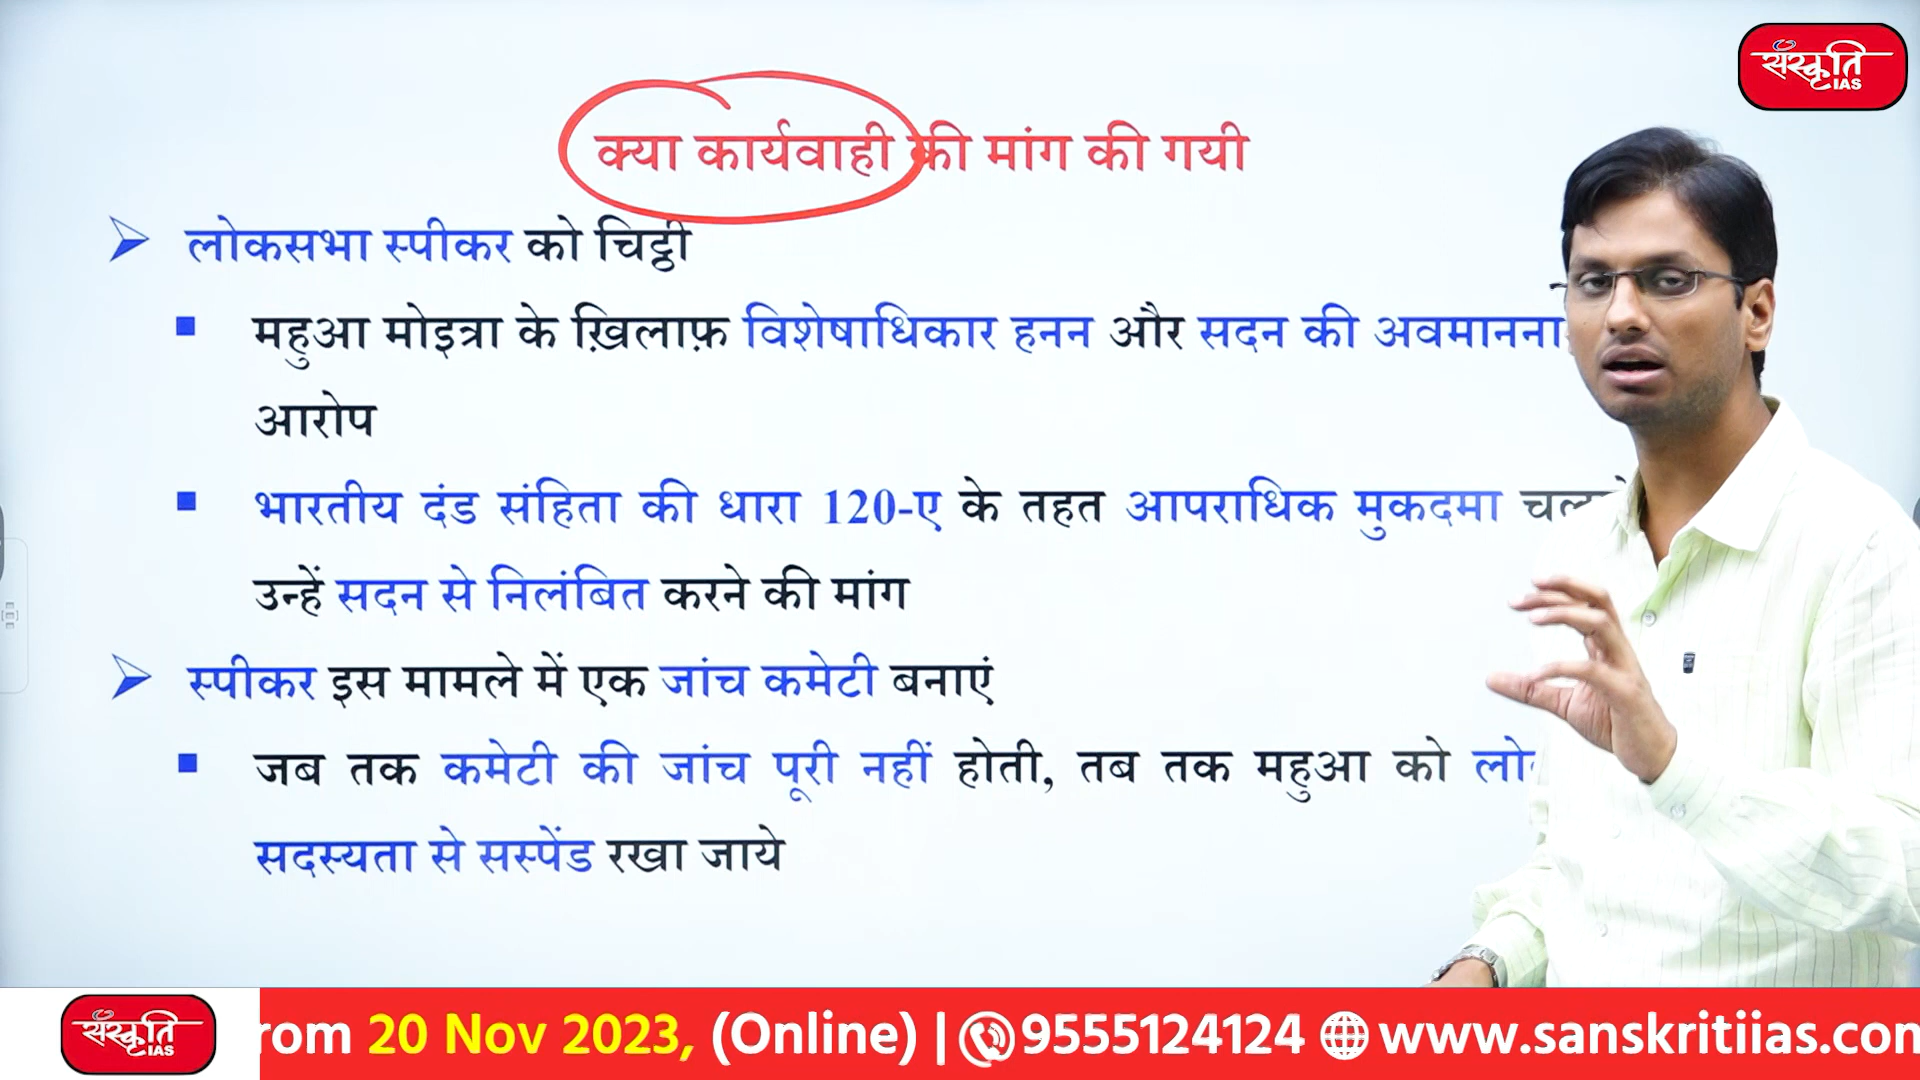 संस्कृति
IAS
क्या कार्यवाही की मांग की गयी
लोकसभा स्पीकर को चिट्ठी
महुआ मोइत्रा के ख़िलाफ़ विशेषाधिकार हनन और सदन की अवमानना
आरोप
भारतीय दंड संहिता की धारा 120-ए के तहत आपराधिक मुकदमा
उन्हें सदन से निलंबित करने की मांग
स्पीकर इस मामले में एक जांच कमेटी बनाएं
जब तक कमेटी की जांच पूरी नहीं होती, तब तक महुआ को
सदस्यता से सस्पेंड रखा जाये
संस्कृति
IAS
rom 20 Nov 2023, (Online) | 9555124124 www.sanskritiias.con